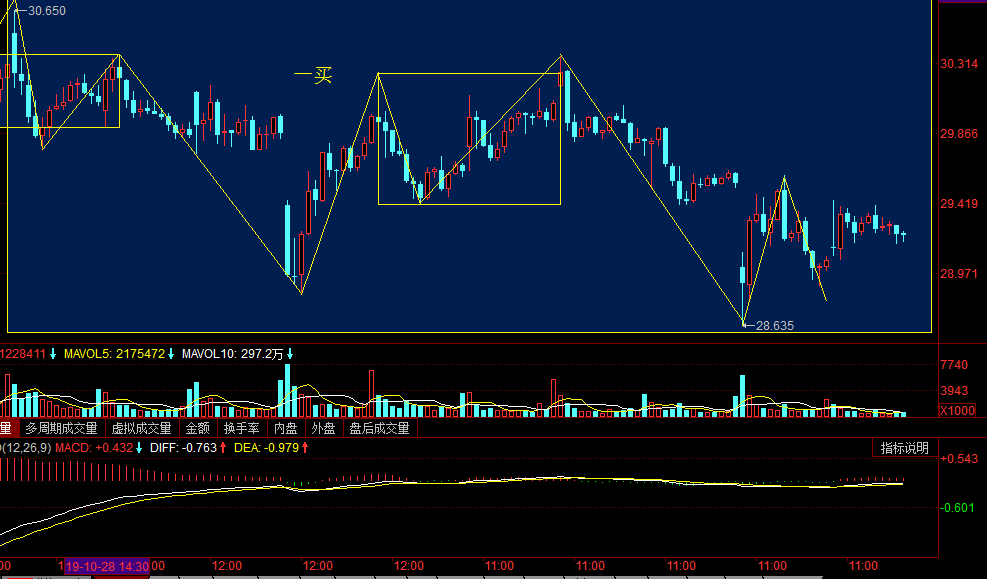 30.650
一买
30.314
29.866
29.419
28.971
28.635
1228411↓ MAVOL5: 2175472↓ MAVOL10: 297.2万↓
7740
3943
X1000
量 多周期成交量 虚拟成交量 金额 换手率 内盘 外盘 盘后成交量
(12,26,9) MACD: +0.432↓ DIFF: -0.763↑ DEA: -0.979↑
指标说明
+0.543
-0.601
00 1 19-10-28 14:30 00 12:00 12:00 12:00 11:00 11:00 11:00 11:00 11:00